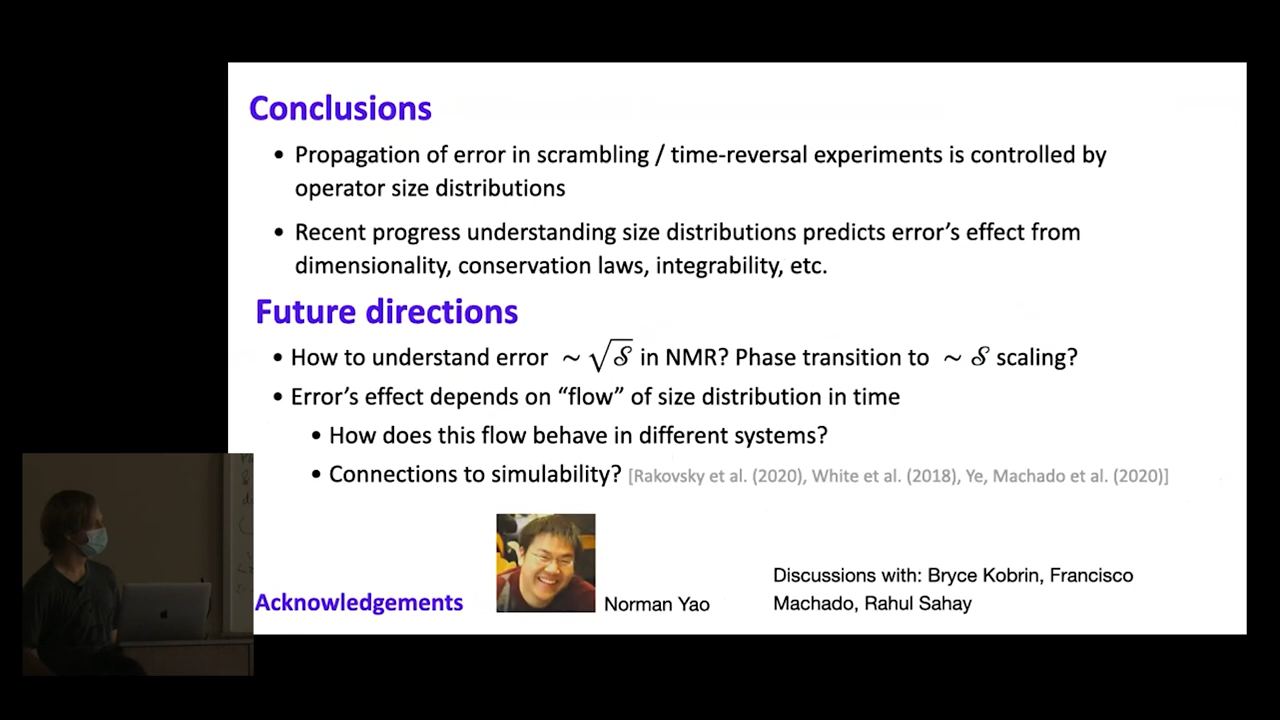 Conclusions
• Propagation of error in scrambling / time-reversal experiments is controlled by
operator size distributions
• Recent progress understanding size distributions predicts error's effect from
dimensionality, conservation laws, integrability, etc.
Future directions
• How to understand error ~ √𝒮 in NMR? Phase transition to ~ 𝒮 scaling?
• Error's effect depends on "flow" of size distribution in time
• How does this flow behave in different systems?
• Connections to simulability? [Rakovsky et al. (2020), White et al. (2018), Ye, Machado et al. (2020)]
Acknowledgements
Norman Yao
Discussions with: Bryce Kobrin, Francisco
Machado, Rahul Sahay